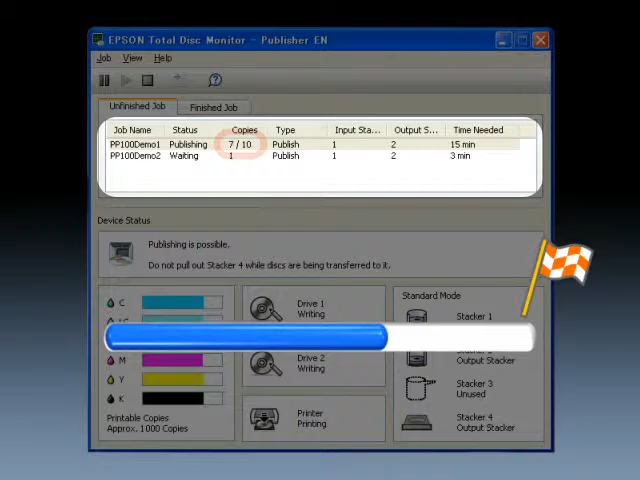 EPSON Total Disc Monitor - Publisher EN
Job View Help
Unfinished Job Finished Job
Job Name Status Copies Type Input Sta... Output S... Time Needed
PP100Demo1 Publishing 7 / 10 Publish 1 2 15 min
PP100Demo2 Waiting 1 Publish 1 2 3 min
Device Status
Publishing is possible.
Do not pull out Stacker 4 while discs are being transferred to it.
C
M
Y
K
Printable Copies
Approx. 1000 Copies
Drive 1
Writing
Drive 2
Writing
Printer
Printing
Standard Mode
Stacker 1
Output Stacker
Stacker 3
Unused
Stacker 4
Output Stacker